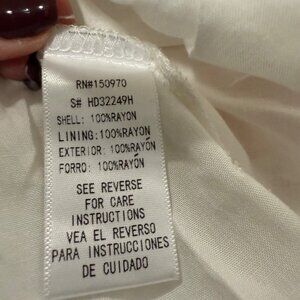 RN#150970
S# HD32249H
SHELL: 100%RAYON
LINING:100%RAYON
EXTERIOR: 100%RAYON
FORRO: 100%RAYON
SEE REVERSE
FOR CARE
INSTRUCTIONS
VEA EL REVERSO
PARA INSTRUCCIONES
DE CUIDADO